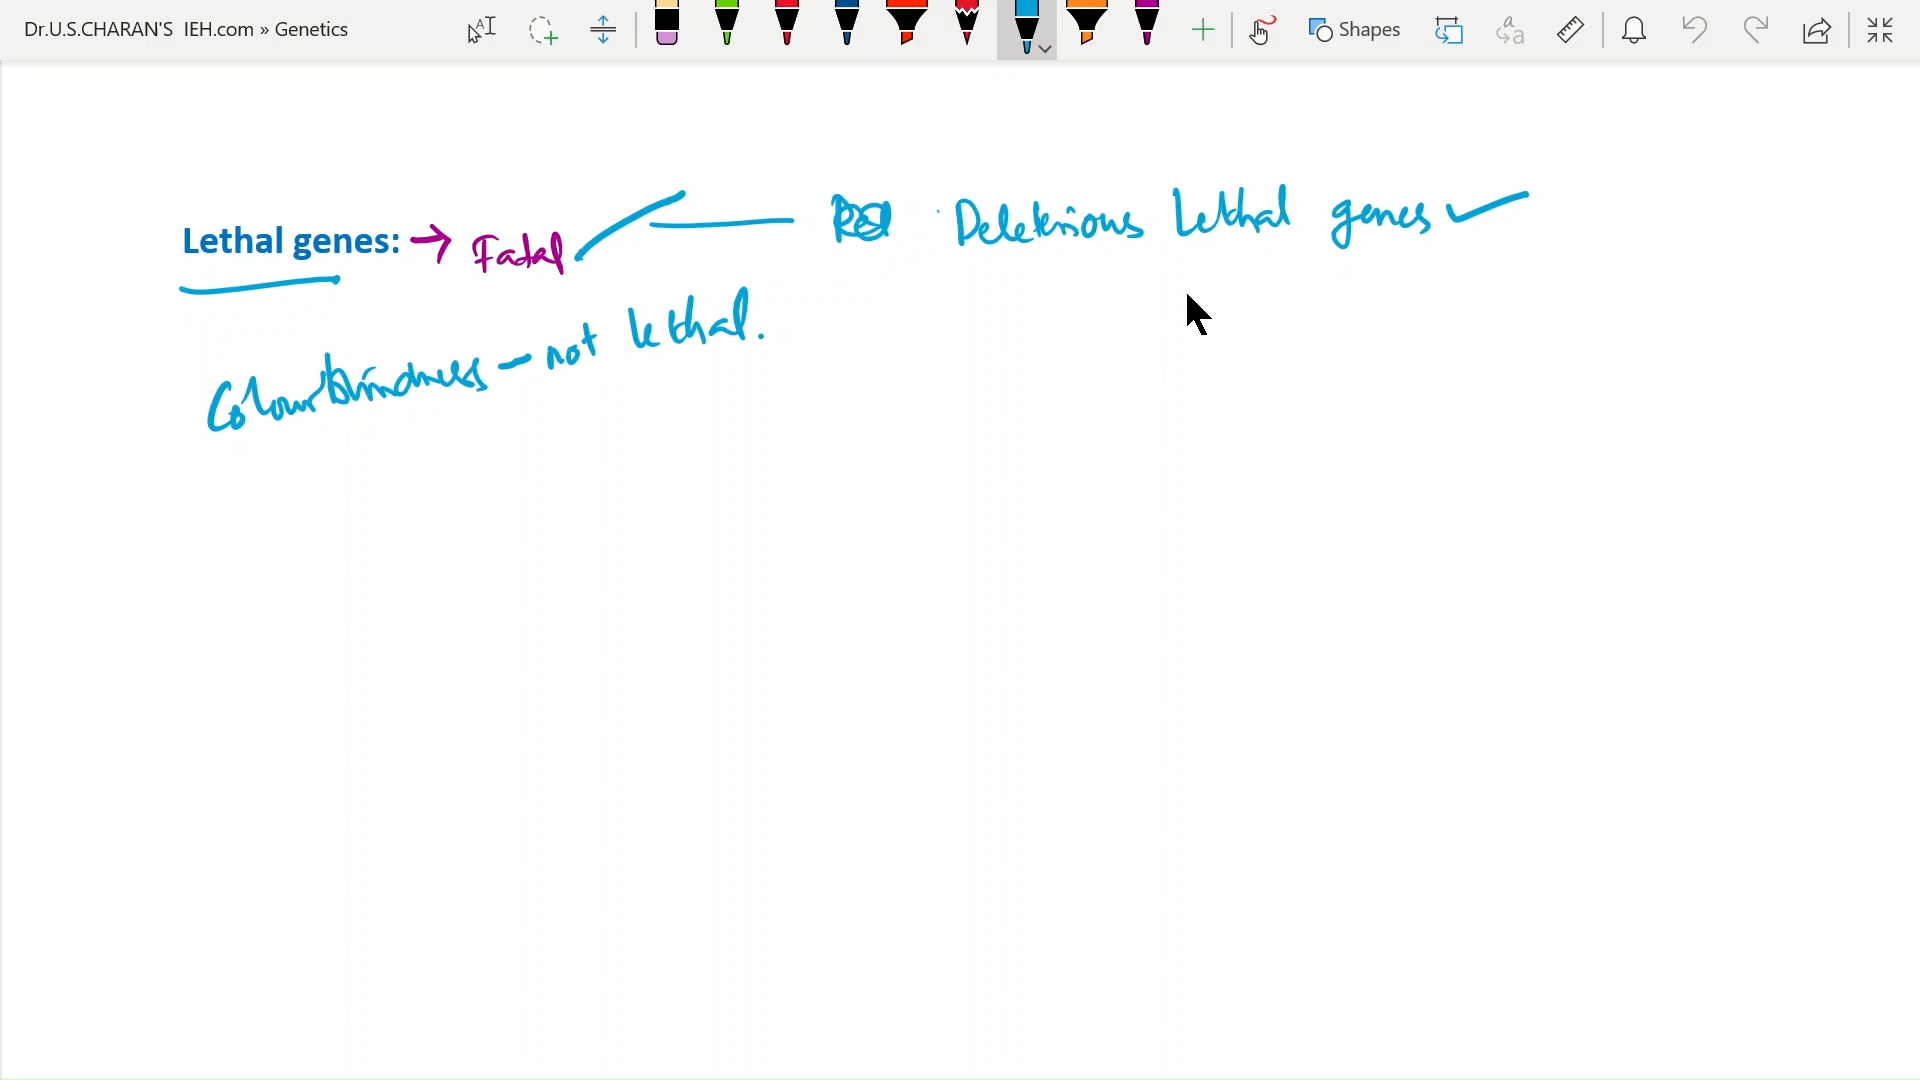 Dr.U.S.CHARAN'S IEH.com » Genetics
Shapes
Lethal genes: → Fatal — Deleterious Lethal genes ✓
Colourblindness - not lethal.